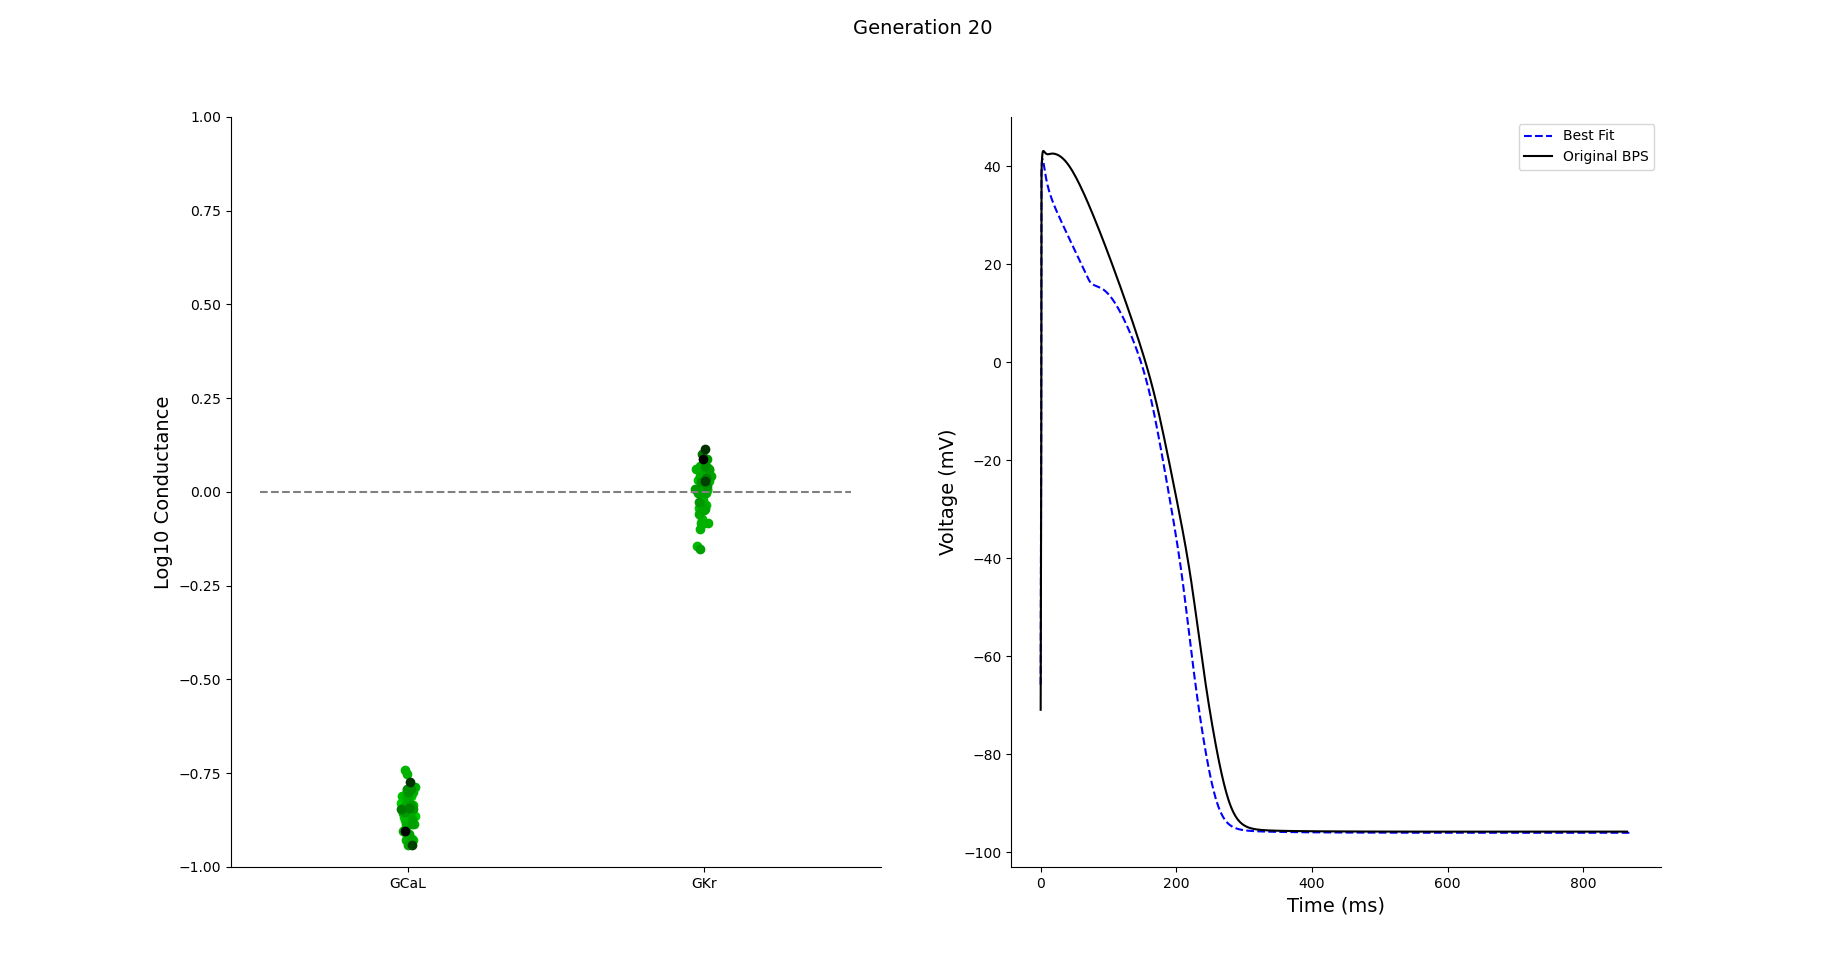 Generation 20
1.00
0.75
0.50
0.25
0.00
−0.25
−0.50
−0.75
−1.00
Log10 Conductance
GCaL
GKr
40
20
0
−20
−40
−60
−80
−100
Voltage (mV)
0
200
400
600
800
Time (ms)
Best Fit
Original BPS